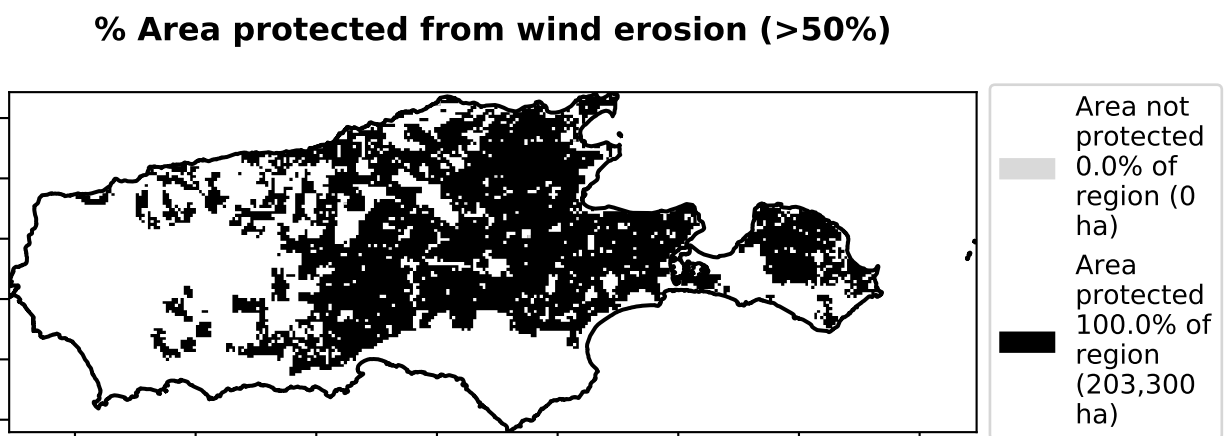 % Area protected from wind erosion (>50%)
Area not
protected
0.0% of
region (0
ha)
Area
protected
100.0% of
region
(203,300
ha)